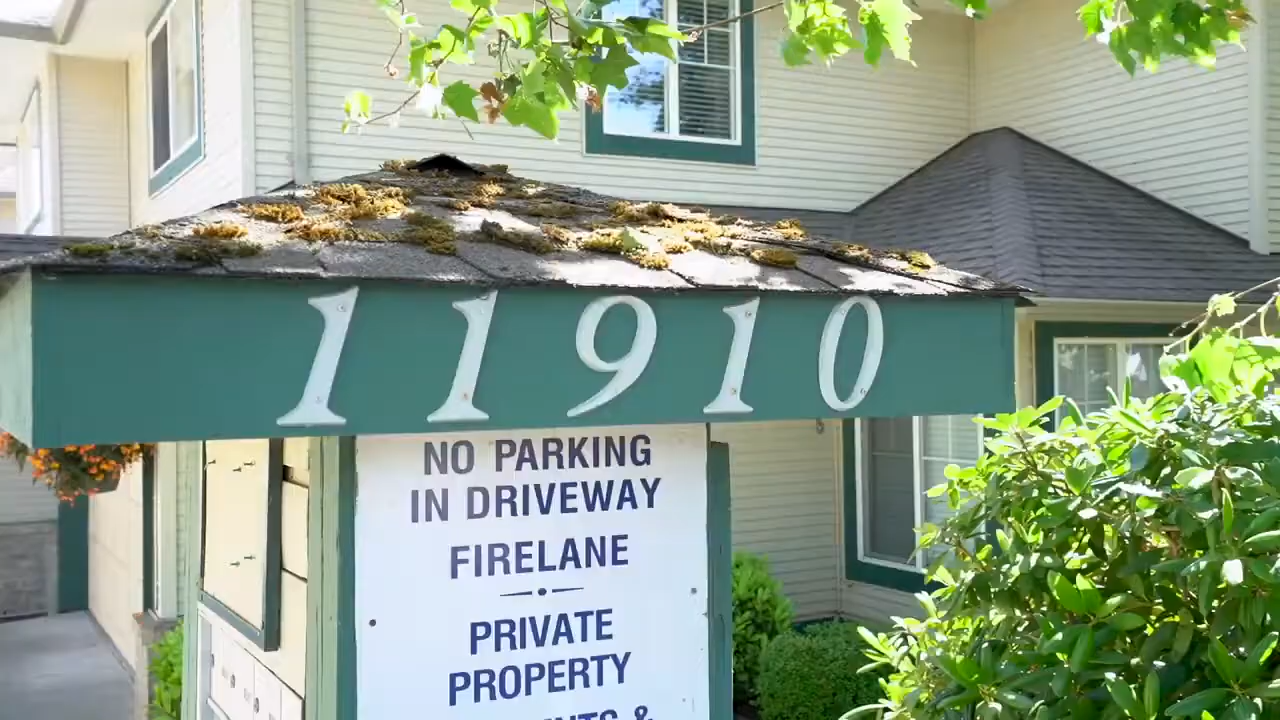 11910
NO PARKING
IN DRIVEWAY
FIRELANE
PRIVATE
PROPERTY
&